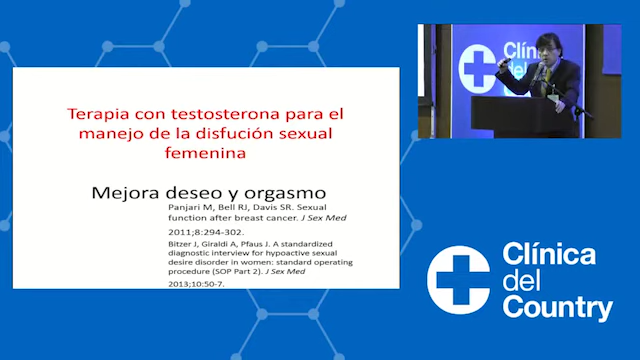 Terapia con testosterona para el
manejo de la disfución sexual
femenina
Mejora deseo y orgasmo
Panjari M, Bell RJ, Davis SR. Sexual
function after breast cancer. J Sex Med
2011;8:294-302.
Bitzer J, Giraldi A, Pfaus J. A standardized
diagnostic interview for hypoactive sexual
desire disorder in women: standard operating
procedure (SOP Part 2). J Sex Med
2013;10:50-7.
Clínica
del
Clínica
del
Country